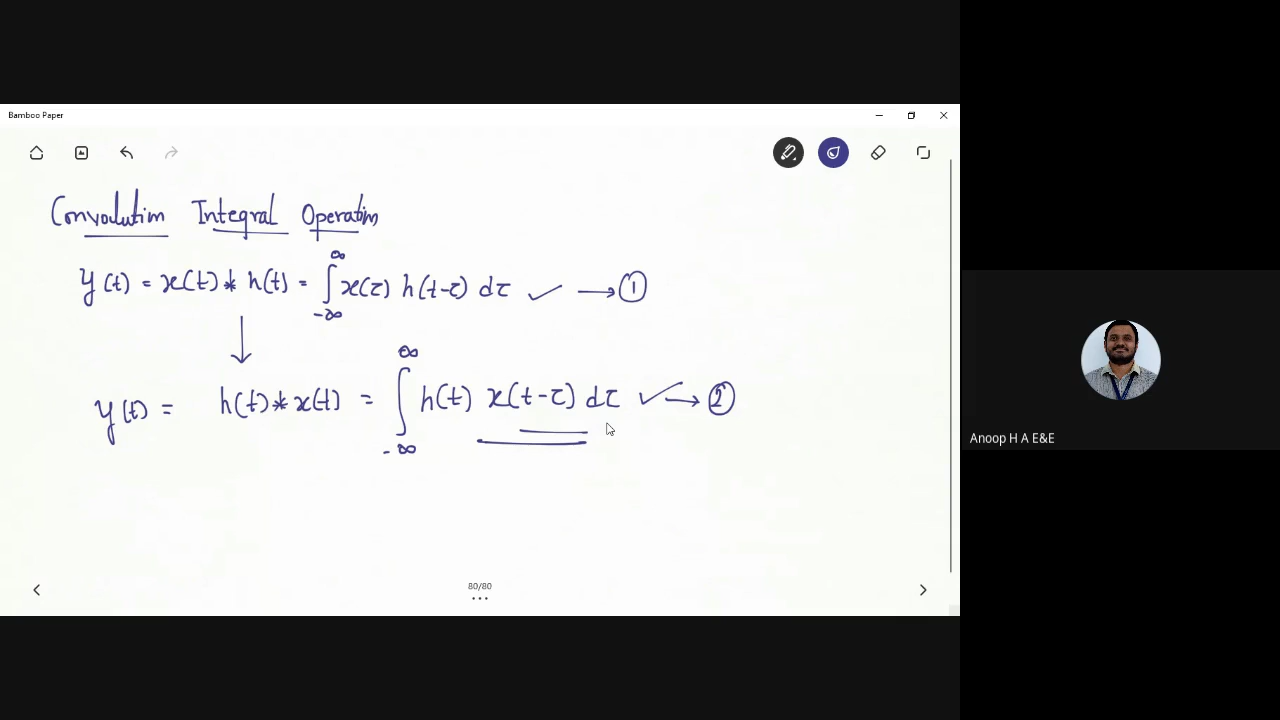 Bamboo Paper
Convolution Integral Operation
y(t) = x(t) * h(t) = ∫_{-∞}^{∞} x(τ) h(t-τ) dτ ✓ → ①
↓
y(t) = h(t) * x(t) = ∫_{-∞}^{∞} h(t) x(t-τ) dτ ✓ → ②
Anoop H A E&E
80/80